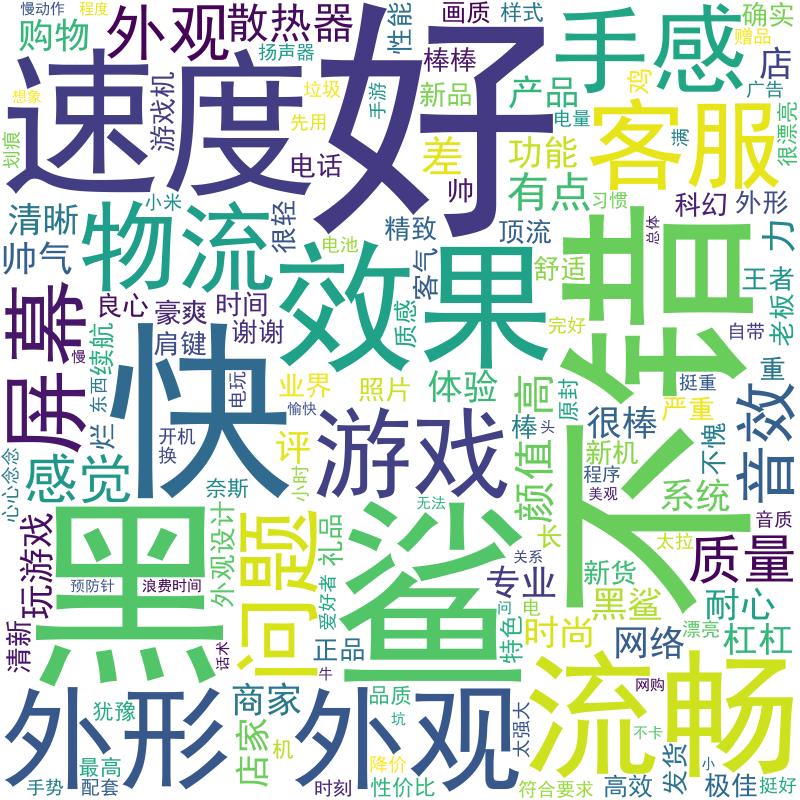 慢动作
程度
购物
外观
散热器
扬声器
性能
画质
样式
手感
确实
赠品
店
广告
很漂亮
想象
速度
游戏机
垃圾
手游
先用
好
棒棒
新品
产品
电量
鸡
客服
满
划痕
电话
差
帅
功能
有点
习惯
科幻
外形
总体
清晰
帅气
物流
小米
很轻
电池
精致
客气
顶流
舒适
不错
力
王者
老板
屏幕
良心
豪爽
时间
肩键
谢谢
效果
质感
完好
自带
慢
续航
东西
烂
快
电玩
业界
愉快
照片
体验
高
原封
挺重
严重
重
音效
心心念念
感觉
开机
换
奈斯
评
小时
游戏
棒
头
颜值
很棒
新机
程序
美观
不愧
系统
玩游戏
黑
鲨
外观设计
问题
爱好者
礼品
无法
长
太拉
质量
音质
预防针
浪费时间
关系
专业
新货
黑鲨
耐心
清新
话术
正品
牛
特色
画
电
时尚
网络
漂亮
杠杠
网购
外形
犹豫
商家
店家
机
外观
品质
坑
太强大
流畅
不卡
手势
最高
配套
时刻
降价
性价比
符合要求
高效
发货
小
极佳
挺好